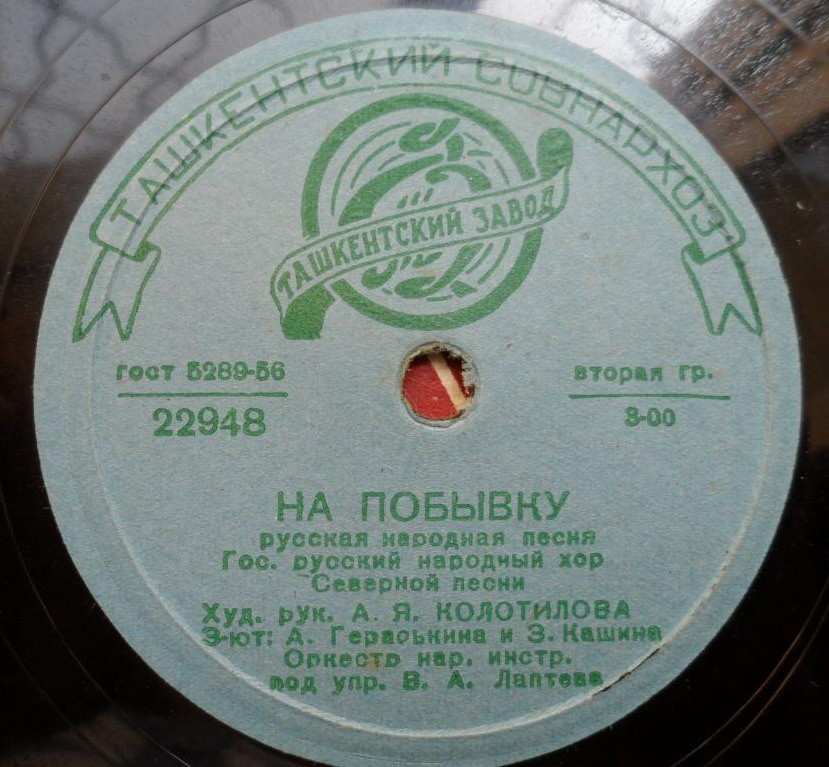 ТАШКЕНТСКИЙ СОВНАРХОЗ
ТАШКЕНТСКИЙ ЗАВОД
гост 5289-56
22948
вторая гр.
3-00
НА ПОБЫВКУ
русская народная песня
Гос. русский народный хор
Северной песни
Худ. рук. А. Я. КОЛОТИЛОВА
З-ют: А. Гераськина и З. Кашина
Оркестр нар. инстр.
под упр. В. А. Лаптева